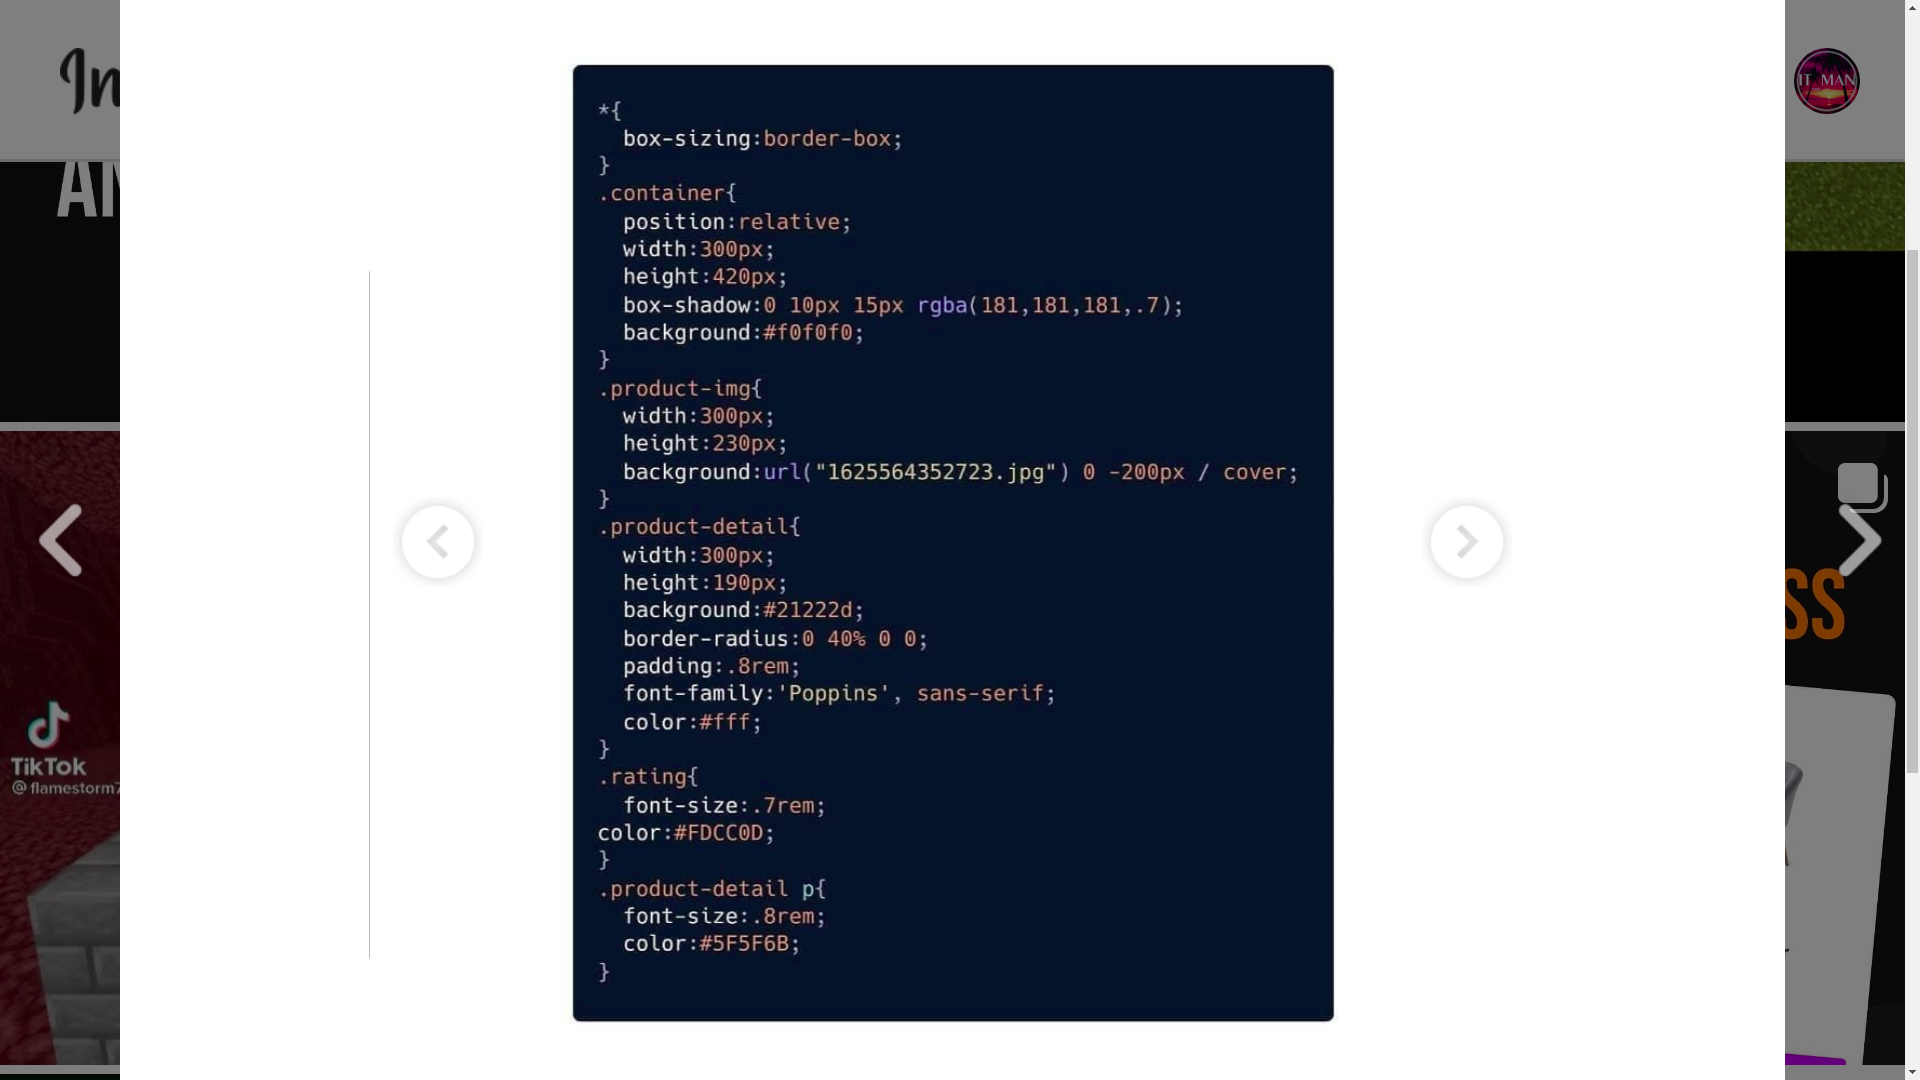 In
IT MAN
AN
*{
box-sizing:border-box;
}
.container{
position:relative;
width:300px;
height:420px;
box-shadow:0 10px 15px rgba(181,181,181,.7);
background:#f0f0f0;
}
.product-img{
width:300px;
height:230px;
background:url("1625564352723.jpg") 0 -200px / cover;
}
.product-detail{
width:300px;
height:190px;
background:#21222d;
border-radius:0 40% 0 0;
padding:.8rem;
font-family:'Poppins', sans-serif;
color:#fff;
}
.rating{
font-size:.7rem;
color:#FDCC0D;
}
.product-detail p{
font-size:.8rem;
color:#5F5F6B;
}
SS
TikTok
@flamestorm7